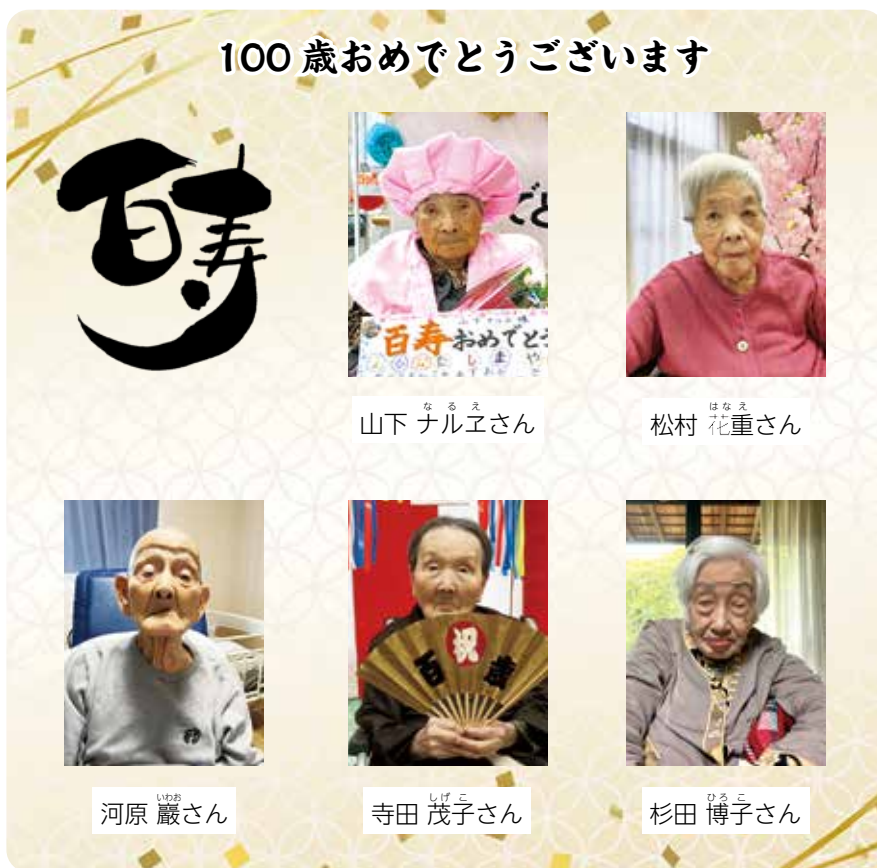 100歳おめでとうございます
百寿
でと
百寿おめでとう
山下 ナルヱさん
なるえ
松村 花重さん
はなえ
祝
百 歳
河原 巖さん
いわお
寺田 茂子さん
しげこ
杉田 博子さん
ひろこ